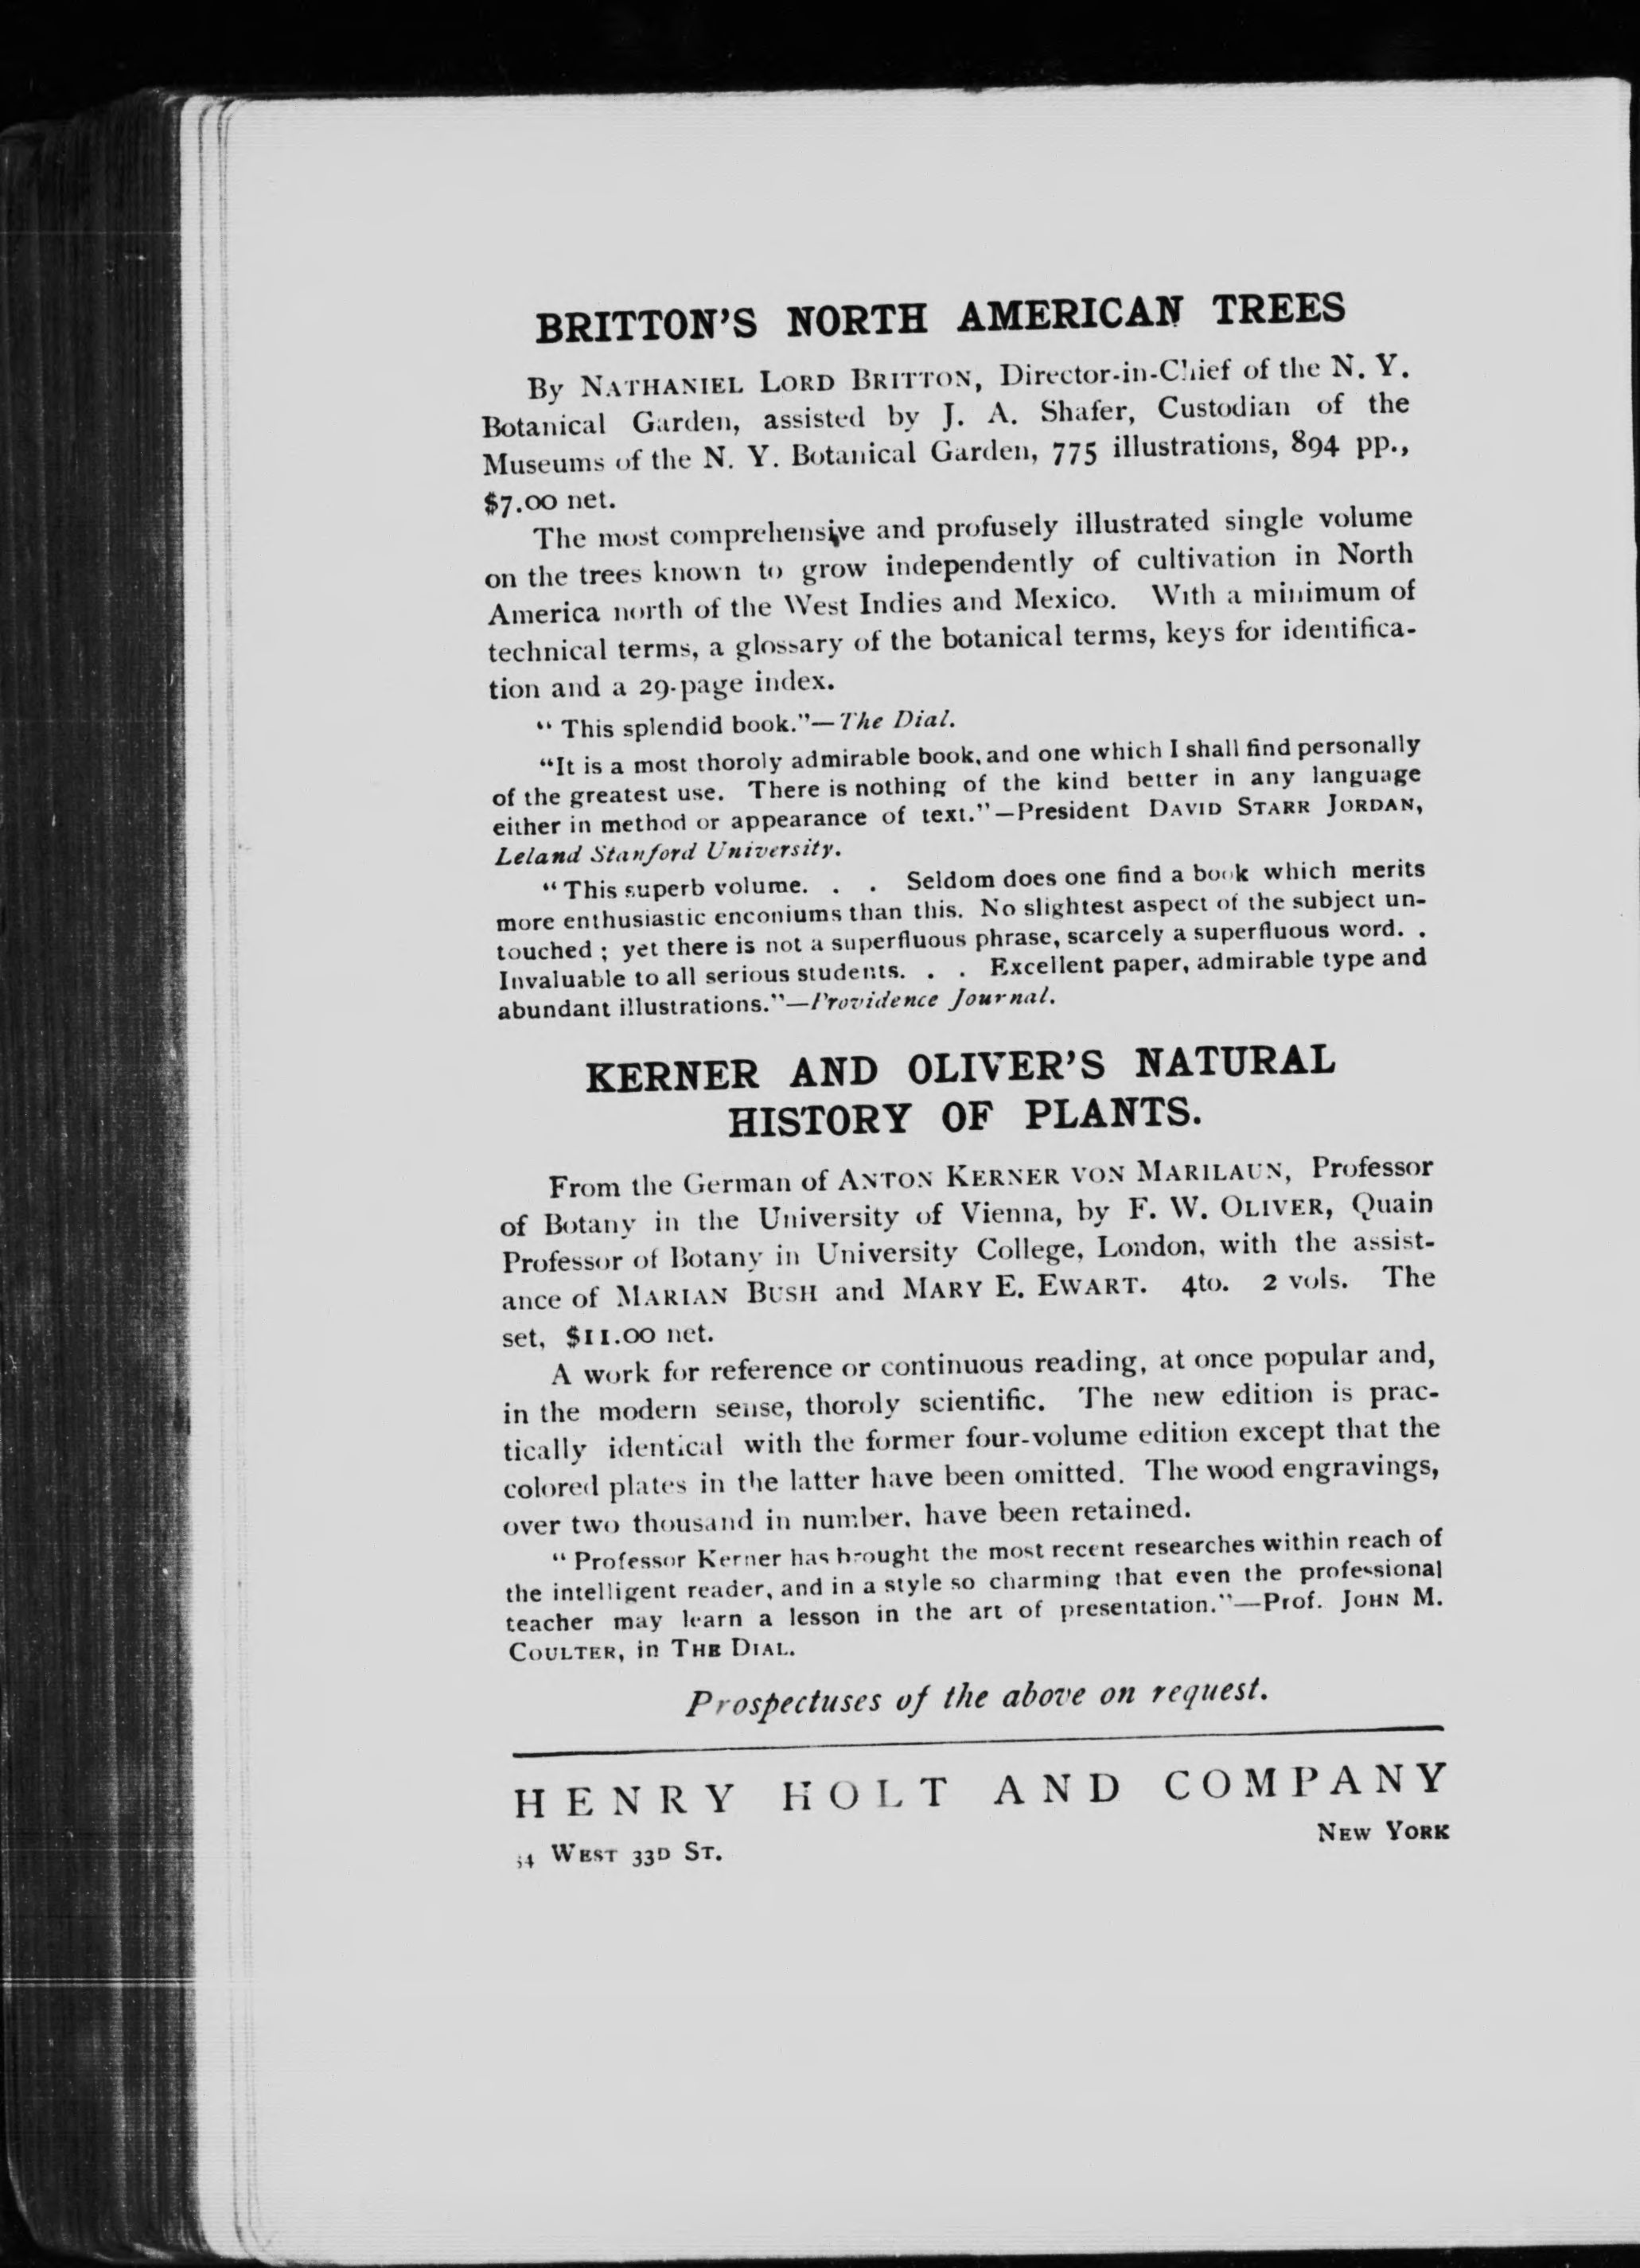 BRITTON'S NORTH AMERICAN TREES
By NATHANIEL LORD BRITTON, Director-in-Chief of the N. Y.
Botanical Garden, assisted by J. A. Shafer, Custodian of the
Museums of the N. Y. Botanical Garden, 775 illustrations, 894 pp.,
$7.00 net.
The most comprehensive and profusely illustrated single volume
on the trees known to grow independently of cultivation in North
America north of the West Indies and Mexico. With a minimum of
technical terms, a glossary of the botanical terms, keys for identifica-
tion and a 29-page index.
" This splendid book."—The Dial.
"It is a most thoroly admirable book, and one which I shall find personally
of the greatest use. There is nothing of the kind better in any language
either in method or appearance of text."—President DAVID STARR JORDAN,
Leland Stanford University.
" This superb volume. . . Seldom does one find a book which merits
more enthusiastic enconiums than this. No slightest aspect of the subject un-
touched ; yet there is not a superfluous phrase, scarcely a superfluous word. .
Invaluable to all serious students. . . Excellent paper, admirable type and
abundant illustrations."—Providence Journal.
KERNER AND OLIVER'S NATURAL
HISTORY OF PLANTS.
From the German of ANTON KERNER VON MARILAUN, Professor
of Botany in the University of Vienna, by F. W. OLIVER, Quain
Professor of Botany in University College, London, with the assist-
ance of MARIAN BUSH and MARY E. EWART. 4to. 2 vols. The
set, $11.00 net.
A work for reference or continuous reading, at once popular and,
in the modern sense, thoroly scientific. The new edition is prac-
tically identical with the former four-volume edition except that the
colored plates in the latter have been omitted. The wood engravings,
over two thousand in number, have been retained.
" Professor Kerner has brought the most recent researches within reach of
the intelligent reader, and in a style so charming that even the professional
teacher may learn a lesson in the art of presentation."—Prof. JOHN M.
COULTER, in THE DIAL.
Prospectuses of the above on request.
HENRY HOLT AND COMPANY
34 WEST 33D ST.
NEW YORK